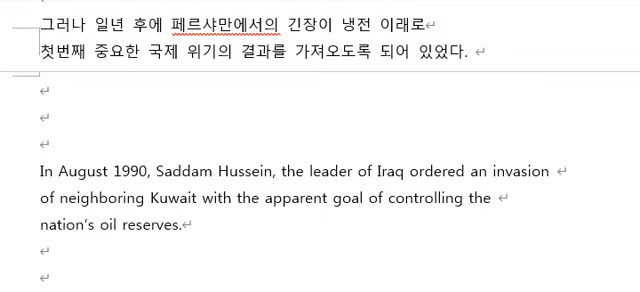 그러나 일년 후에 페르샤만에서의 긴장이 냉전 이래로
첫번째 중요한 국제 위기의 결과를 가져오도록 되어 있었다.
In August 1990, Saddam Hussein, the leader of Iraq ordered an invasion
of neighboring Kuwait with the apparent goal of controlling the
nation’s oil reserves.